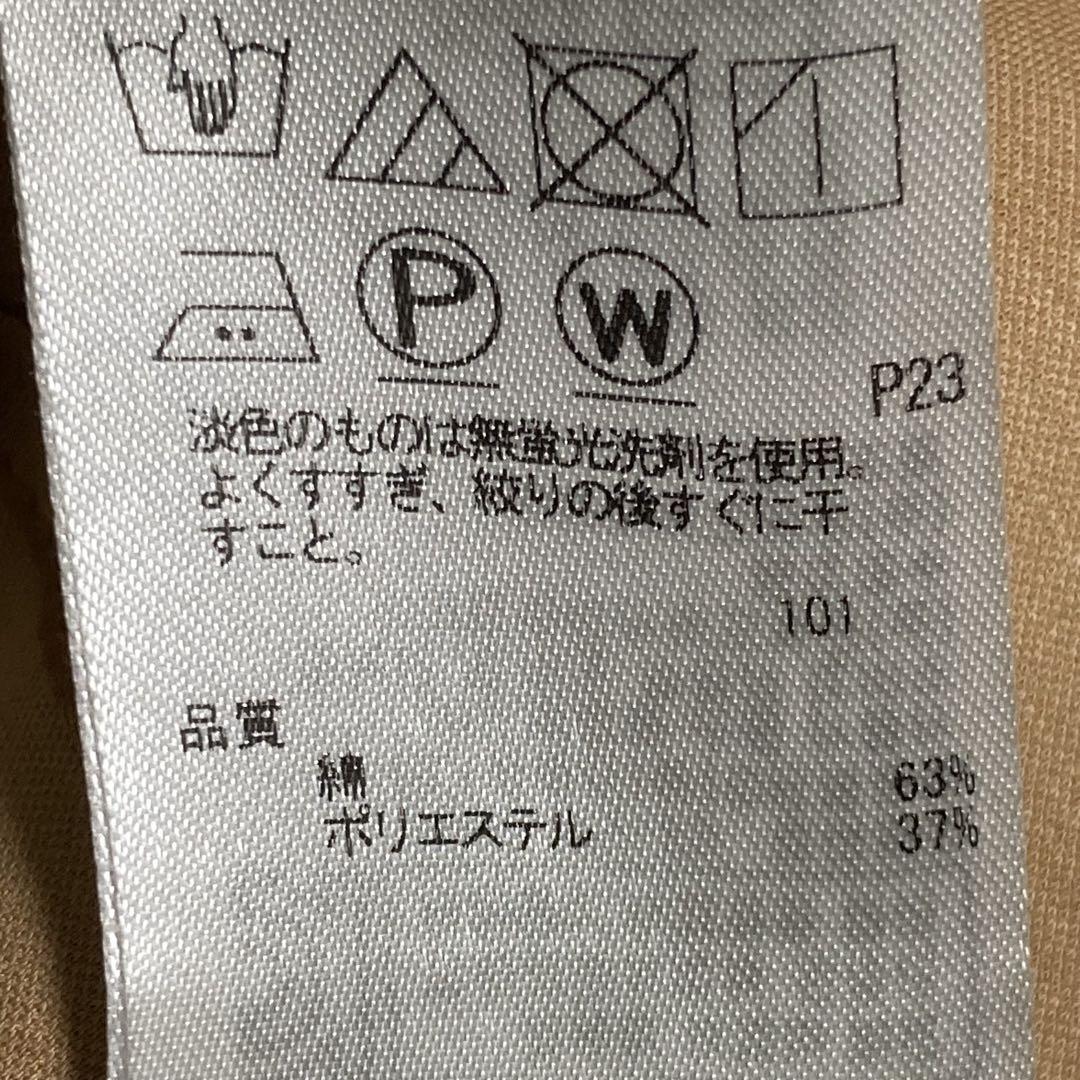 P
W
P23
淡色のものは無蛍光洗剤を使用。
よくすすぎ、絞りの後すぐに干
すこと。
101
品質
綿 63%
ポリエステル 37%